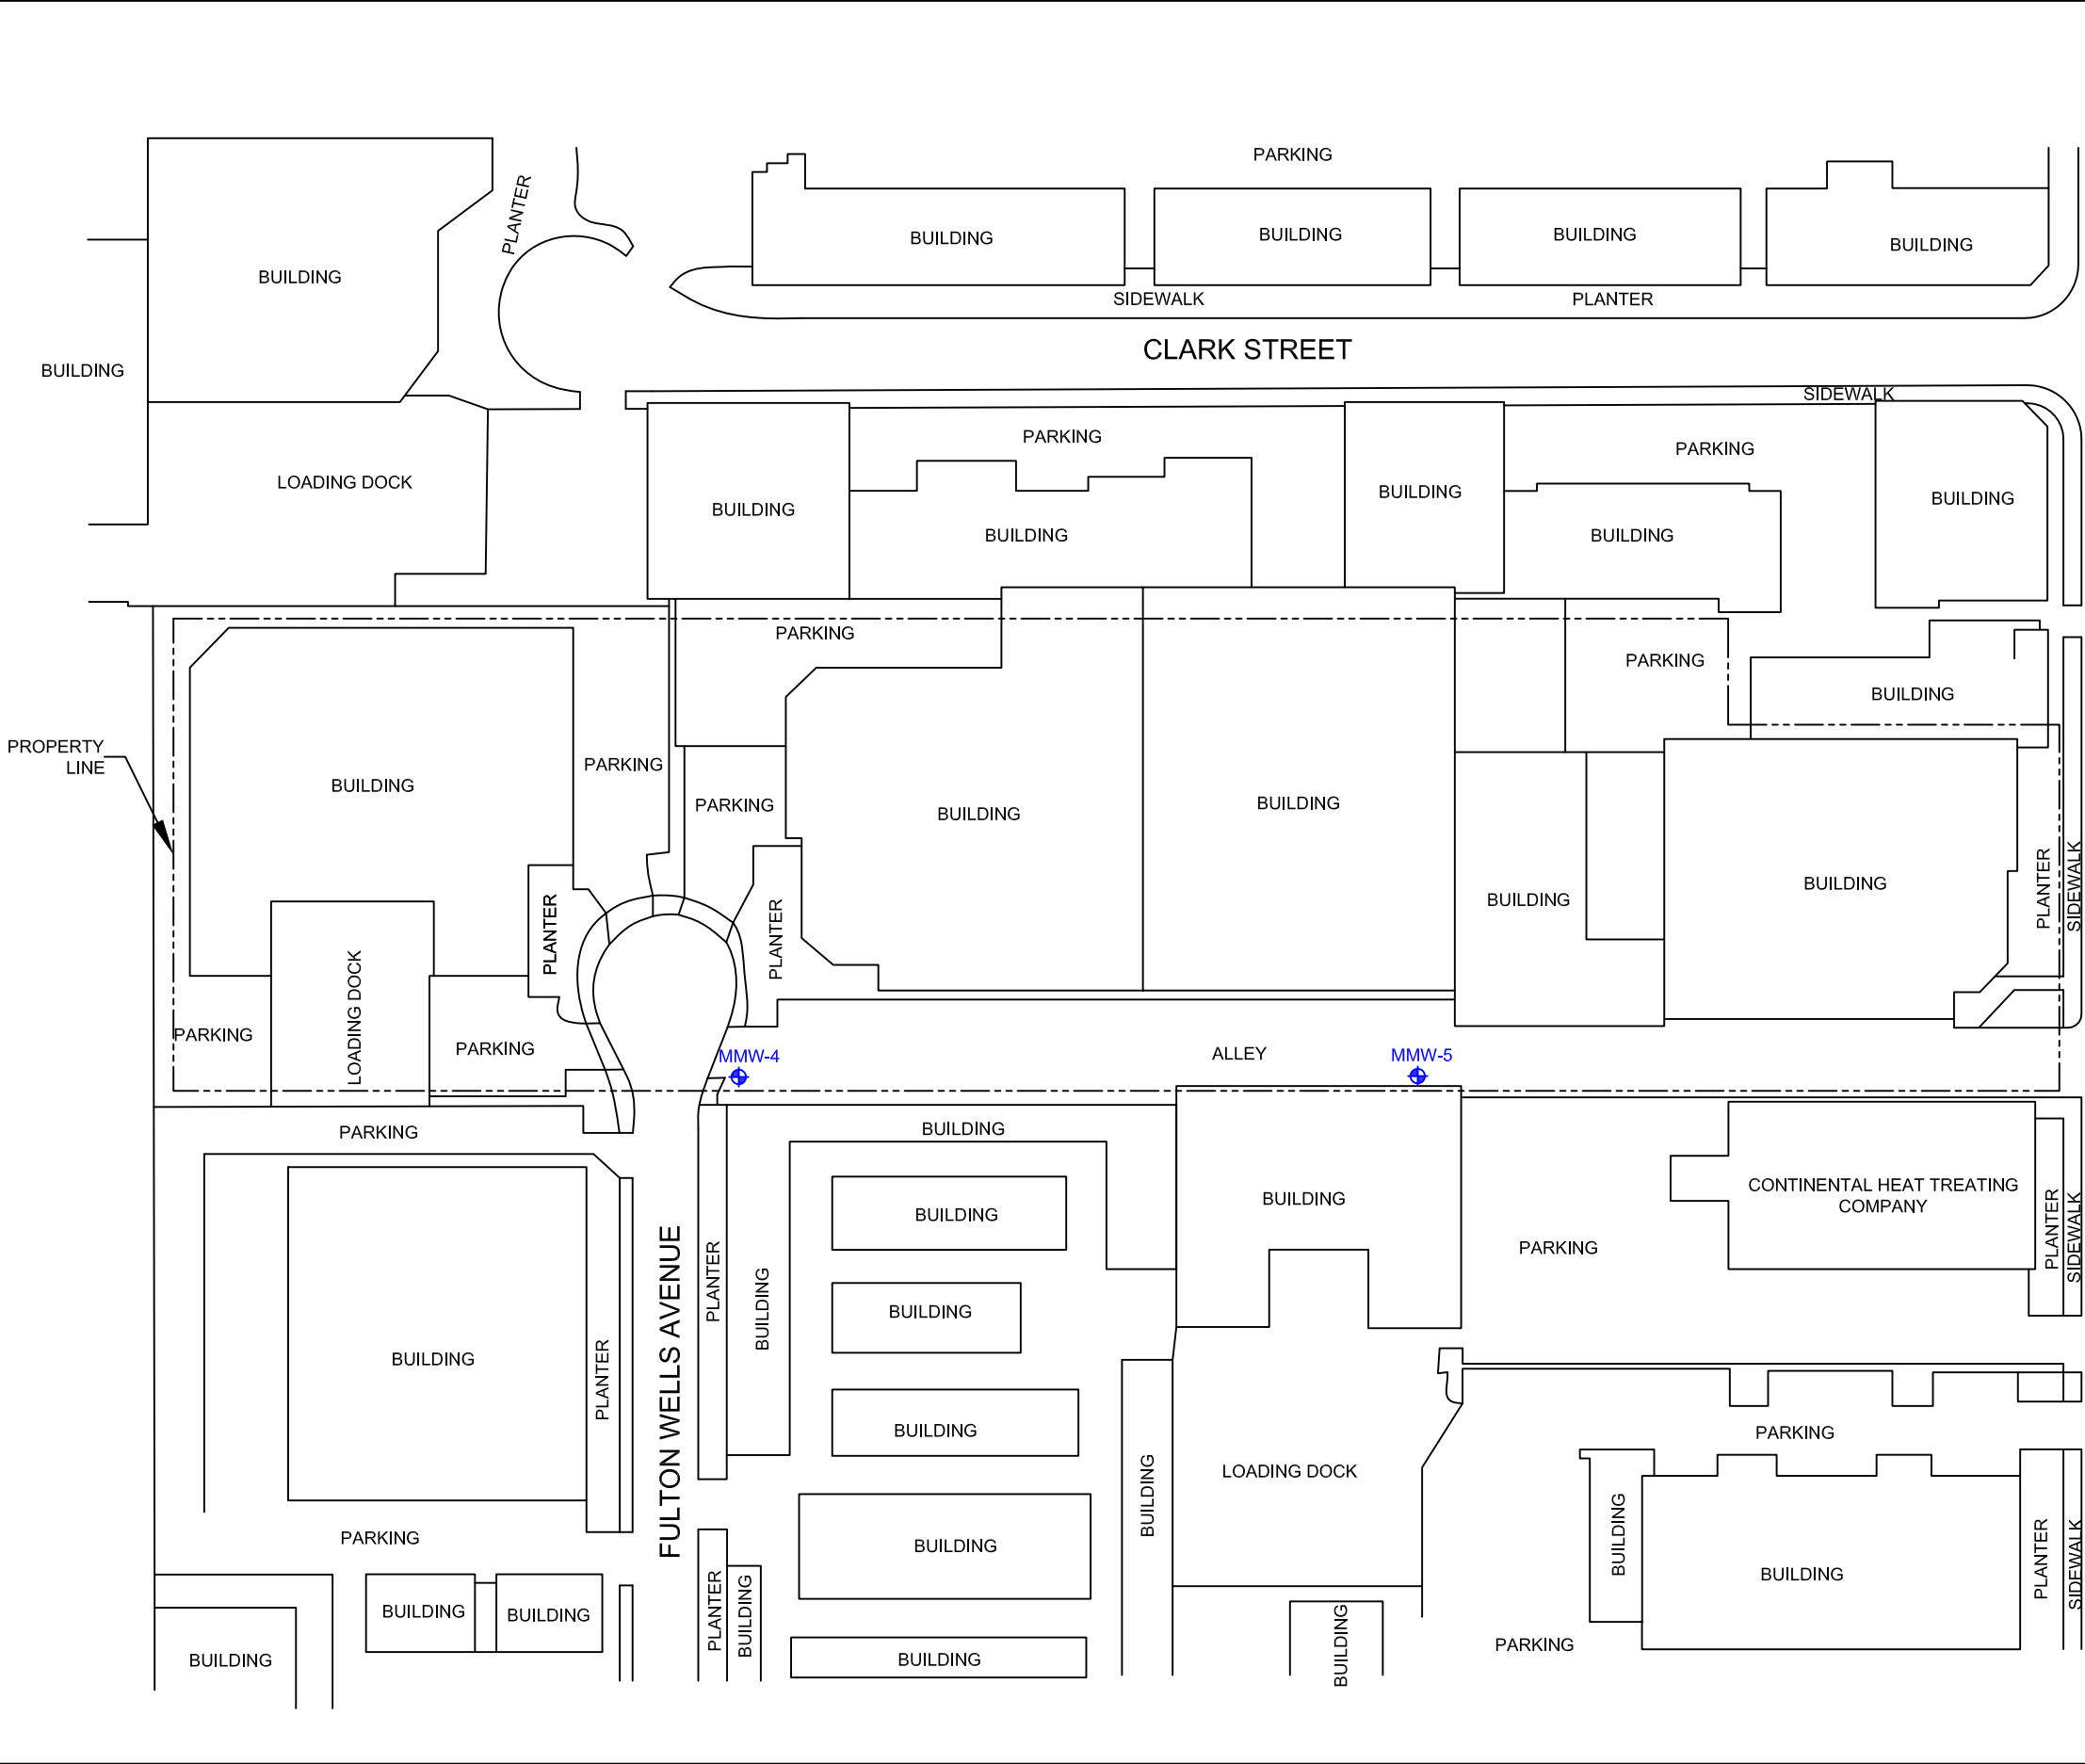 PARKING
PLANTER
BUILDING
BUILDING
BUILDING
BUILDING
BUILDING
SIDEWALK
PLANTER
CLARK STREET
BUILDING
SIDEWALK
PARKING
PARKING
LOADING DOCK
BUILDING
BUILDING
BUILDING
BUILDING
BUILDING
PARKING
PARKING
BUILDING
PROPERTY
LINE
PARKING
BUILDING
PARKING
BUILDING
BUILDING
BUILDING
BUILDING
PLANTER
SIDEWALK
PLANTER
PLANTER
LOADING DOCK
PARKING
PARKING
MMW-4
ALLEY
MMW-5
PARKING
BUILDING
BUILDING
CONTINENTAL HEAT TREATING
COMPANY
PLANTER
SIDEWALK
BUILDING
PARKING
PLANTER
BUILDING
BUILDING
BUILDING
PLANTER
FULTON WELLS AVENUE
BUILDING
PARKING
LOADING DOCK
BUILDING
PARKING
BUILDING
BUILDING
BUILDING
PLANTER
SIDEWALK
BUILDING
BUILDING
PLANTER
BUILDING
BUILDING
PARKING
BUILDING
BUILDING